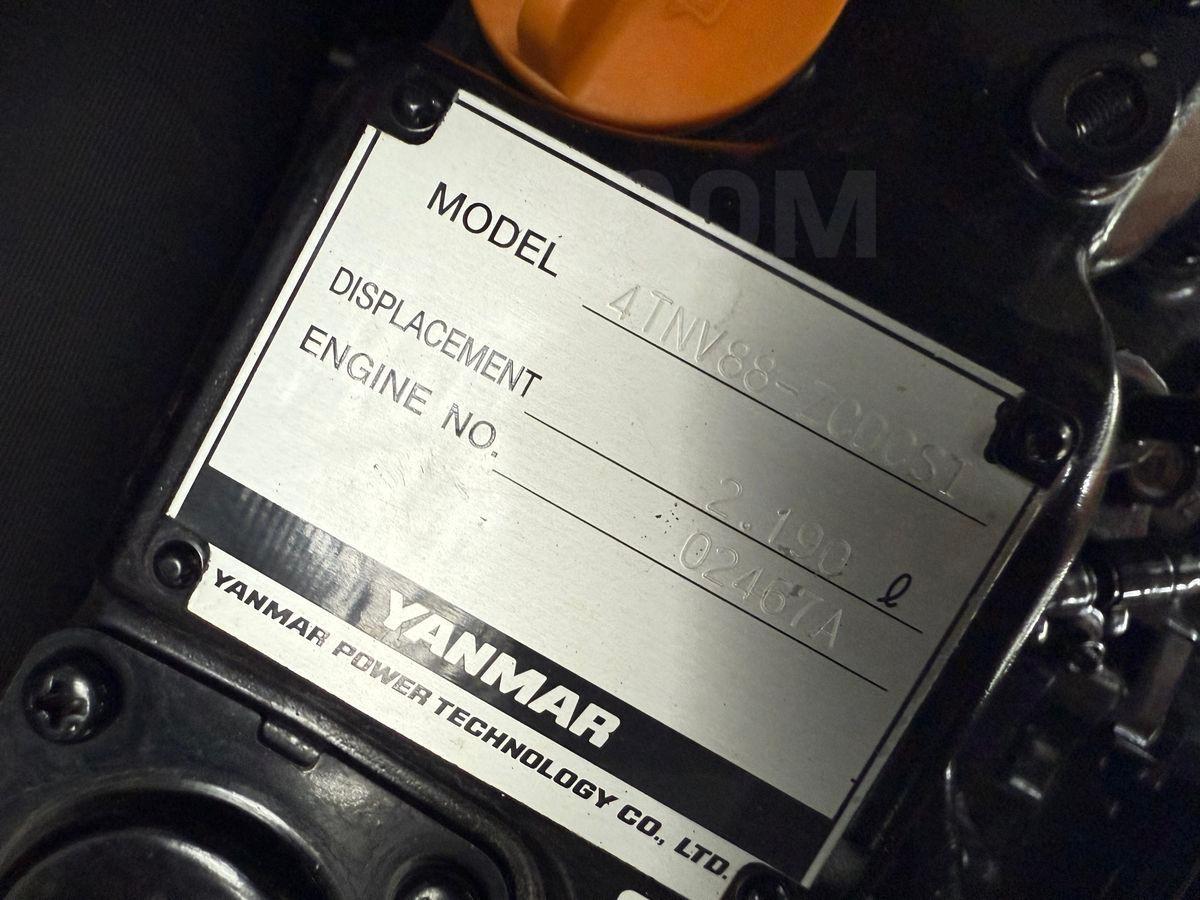 MODEL 4TNV88-ZCDCSI
DISPLACEMENT 2.190 ℓ
ENGINE NO. 02467A
YANMAR
YANMAR POWER TECHNOLOGY CO., LTD.